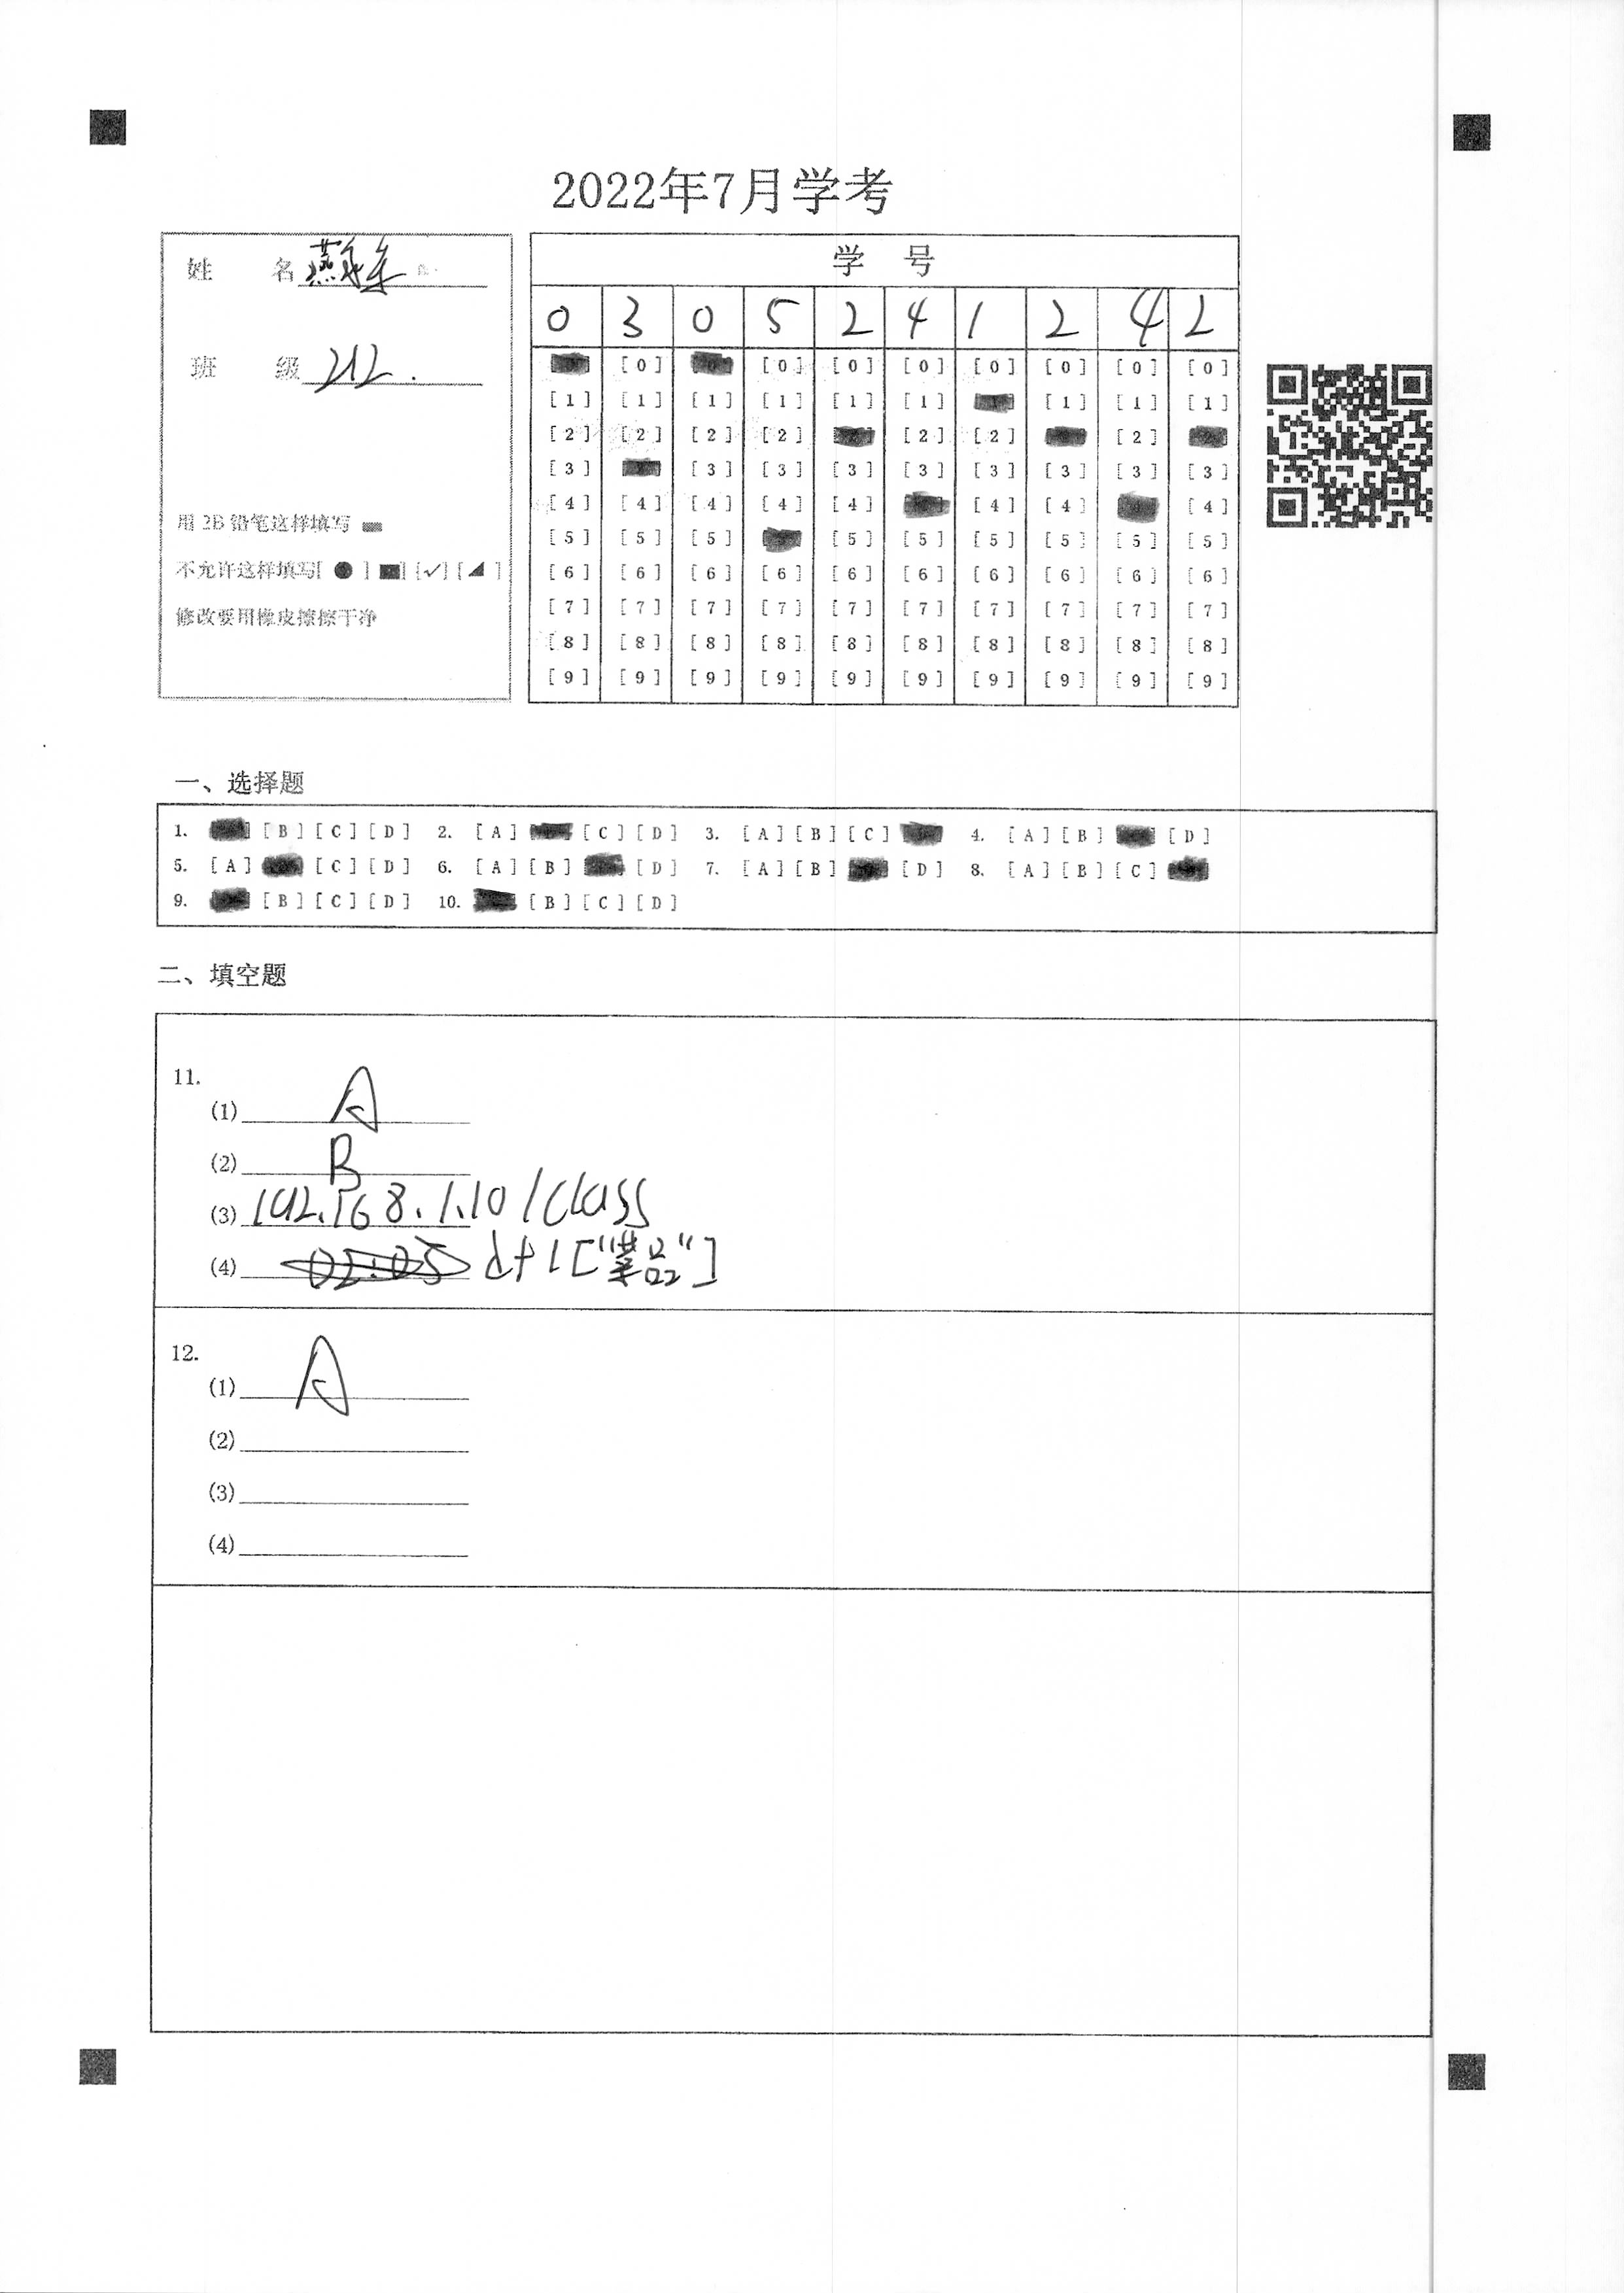 2022年7月学考
姓 名
班 级 212.
用 2B 铅笔这样填写
不允许这样填写[ ● ] [■] [✓] [◢ ]
修改要用橡皮擦擦干净
学 号
0 3 0 5 2 4 1 2 4 2
[0] [0] [0] [0] [0] [0] [0] [0]
[1] [1] [1] [1] [1] [1] [1] [1] [1]
[2] [2] [2] [2] [2] [2] [2]
[3] [3] [3] [3] [3] [3] [3] [3] [3]
[4] [4] [4] [4] [4] [4] [4] [4]
[5] [5] [5] [5] [5] [5] [5] [5] [5]
[6] [6] [6] [6] [6] [6] [6] [6] [6] [6]
[7] [7] [7] [7] [7] [7] [7] [7] [7] [7]
[8] [8] [8] [8] [8] [8] [8] [8] [8] [8]
[9] [9] [9] [9] [9] [9] [9] [9] [9] [9]
一、选择题
1. [B] [C] [D] 2. [A] [C] [D] 3. [A] [B] [C] 4. [A] [B] [D]
5. [A] [C] [D] 6. [A] [B] [D] 7. [A] [B] [D] 8. [A] [B] [C]
9. [B] [C] [D] 10. [B] [C] [D]
二、填空题
11.
(1) A
(2) B
(3) 192.168.1.10/class
(4) df1["菜品"]
12.
(1) A
(2)
(3)
(4)